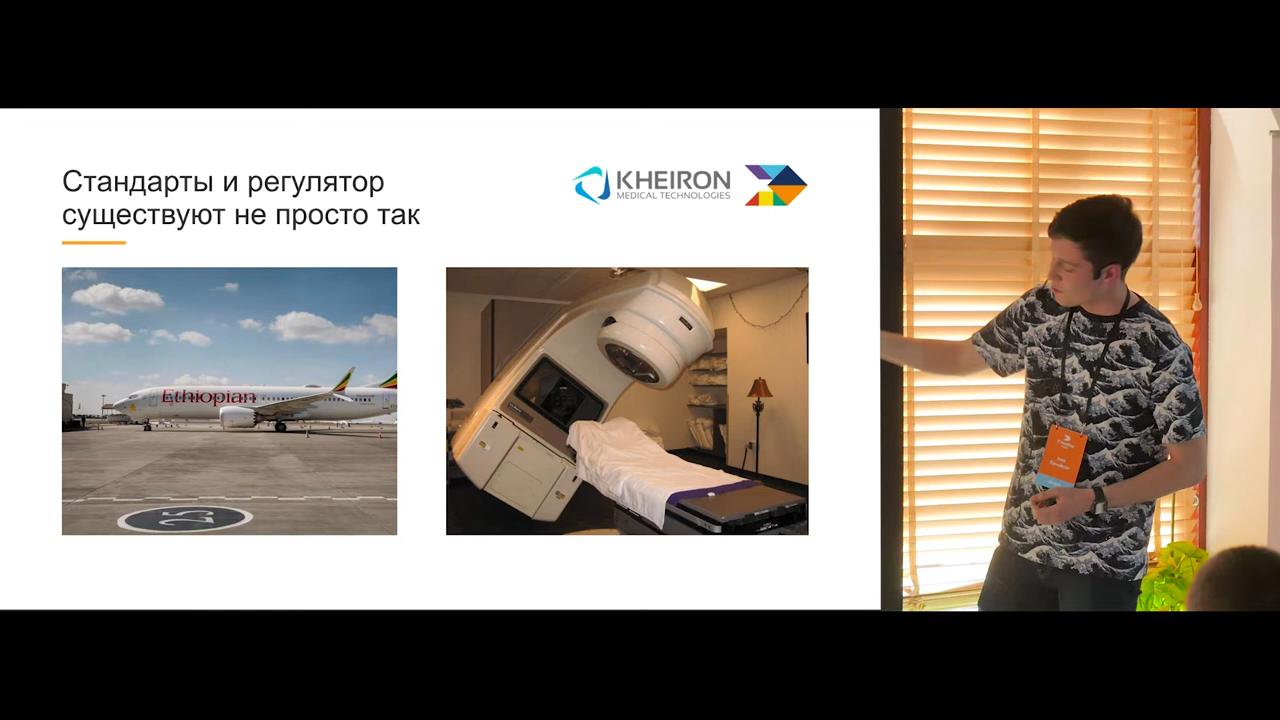 Стандарты и регулятор
существуют не просто так
KHEIRON
MEDICAL TECHNOLOGIES
Ethiopian
25